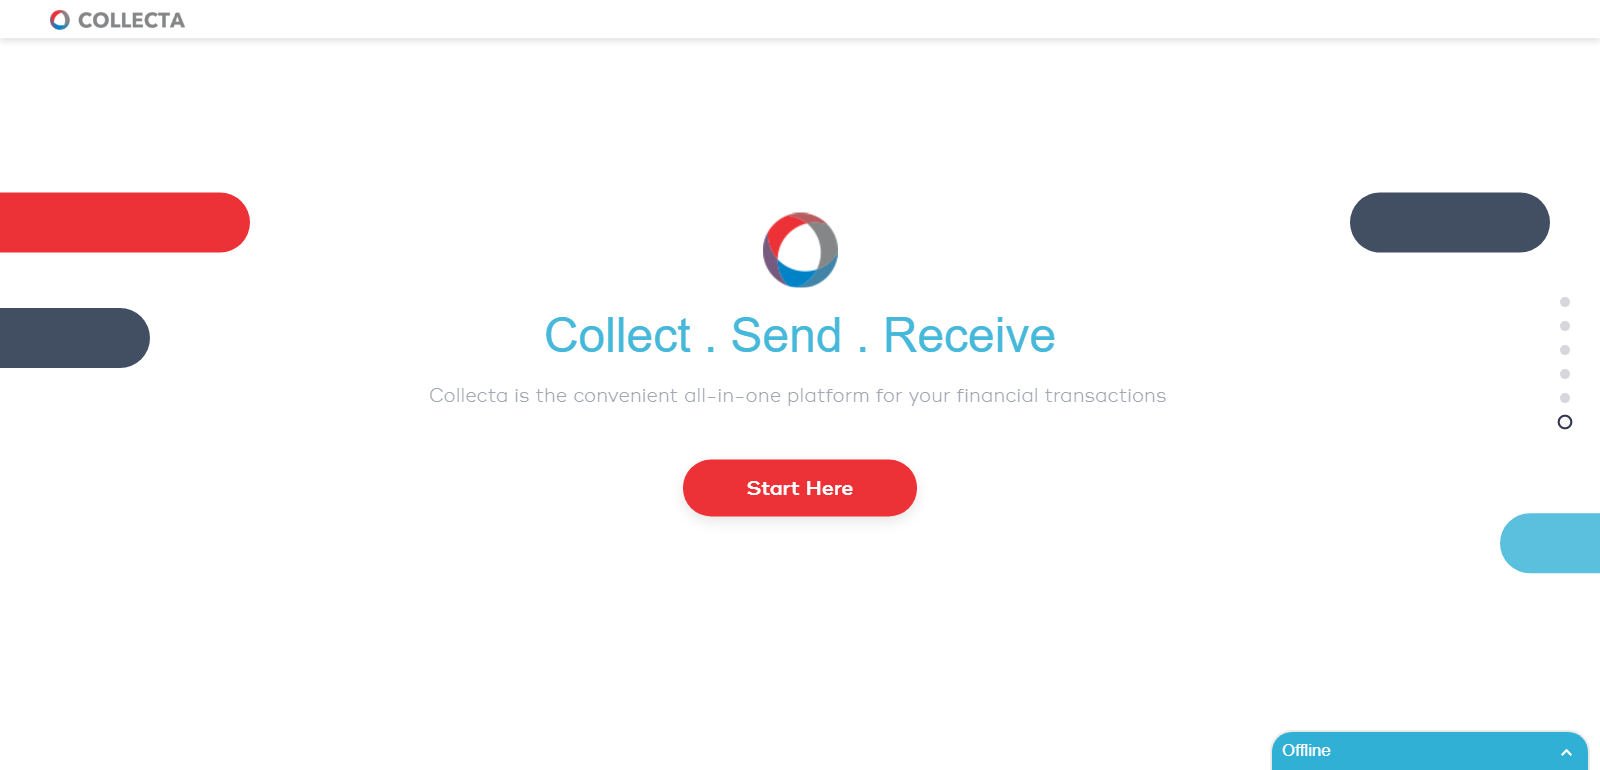 COLLECTA
Collect . Send . Receive
Collecta is the convenient all-in-one platform for your financial transactions
Start Here
Offline